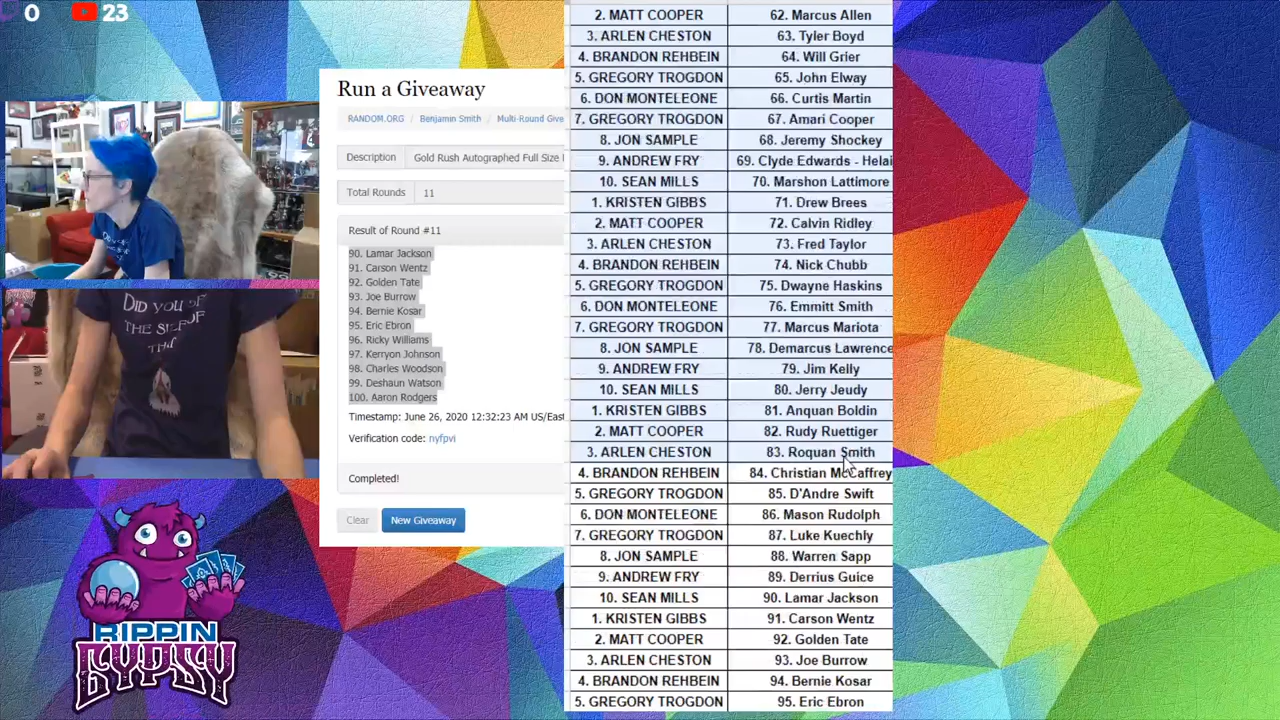 0 23
Run a Giveaway
RANDOM.ORG / Benjamin Smith / Multi-Round Give
Description Gold Rush Autographed Full Size
Total Rounds 11
Result of Round #11
90. Lamar Jackson
91. Carson Wentz
92. Golden Tate
93. Joe Burrow
94. Bernie Kosar
95. Eric Ebron
96. Ricky Williams
97. Kerryon Johnson
98. Charles Woodson
99. Deshaun Watson
100. Aaron Rodgers
Timestamp: June 26, 2020 12:32:23 AM US/East
Verification code: nyfpvi
Completed!
Clear New Giveaway
2. MATT COOPER 62. Marcus Allen
3. ARLEN CHESTON 63. Tyler Boyd
4. BRANDON REHBEIN 64. Will Grier
5. GREGORY TROGDON 65. John Elway
6. DON MONTELEONE 66. Curtis Martin
7. GREGORY TROGDON 67. Amari Cooper
8. JON SAMPLE 68. Jeremy Shockey
9. ANDREW FRY 69. Clyde Edwards - Helai
10. SEAN MILLS 70. Marshon Lattimore
1. KRISTEN GIBBS 71. Drew Brees
2. MATT COOPER 72. Calvin Ridley
3. ARLEN CHESTON 73. Fred Taylor
4. BRANDON REHBEIN 74. Nick Chubb
5. GREGORY TROGDON 75. Dwayne Haskins
6. DON MONTELEONE 76. Emmitt Smith
7. GREGORY TROGDON 77. Marcus Mariota
8. JON SAMPLE 78. Demarcus Lawrence
9. ANDREW FRY 79. Jim Kelly
10. SEAN MILLS 80. Jerry Jeudy
1. KRISTEN GIBBS 81. Anquan Boldin
2. MATT COOPER 82. Rudy Ruettiger
3. ARLEN CHESTON 83. Roquan Smith
4. BRANDON REHBEIN 84. Christian McCaffrey
5. GREGORY TROGDON 85. D'Andre Swift
6. DON MONTELEONE 86. Mason Rudolph
7. GREGORY TROGDON 87. Luke Kuechly
8. JON SAMPLE 88. Warren Sapp
9. ANDREW FRY 89. Derrius Guice
10. SEAN MILLS 90. Lamar Jackson
1. KRISTEN GIBBS 91. Carson Wentz
2. MATT COOPER 92. Golden Tate
3. ARLEN CHESTON 93. Joe Burrow
4. BRANDON REHBEIN 94. Bernie Kosar
5. GREGORY TROGDON 95. Eric Ebron
DID YOU
THE SI OF
TH
RIPPIN
GYPSY